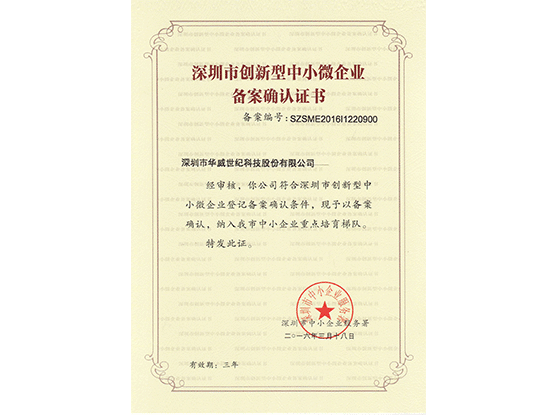 深圳市创新型中小微企业
备案确认证书
备案编号：SZSME2016I1220900
深圳市华威世纪科技股份有限公司
经审核，你公司符合深圳市创新型中
小微企业登记备案确认条件，现予以备案
确认，纳入我市中小企业重点培育梯队。
特发此证。
深圳市中小企业服务署
二〇一六年三月十八日
有效期：三年